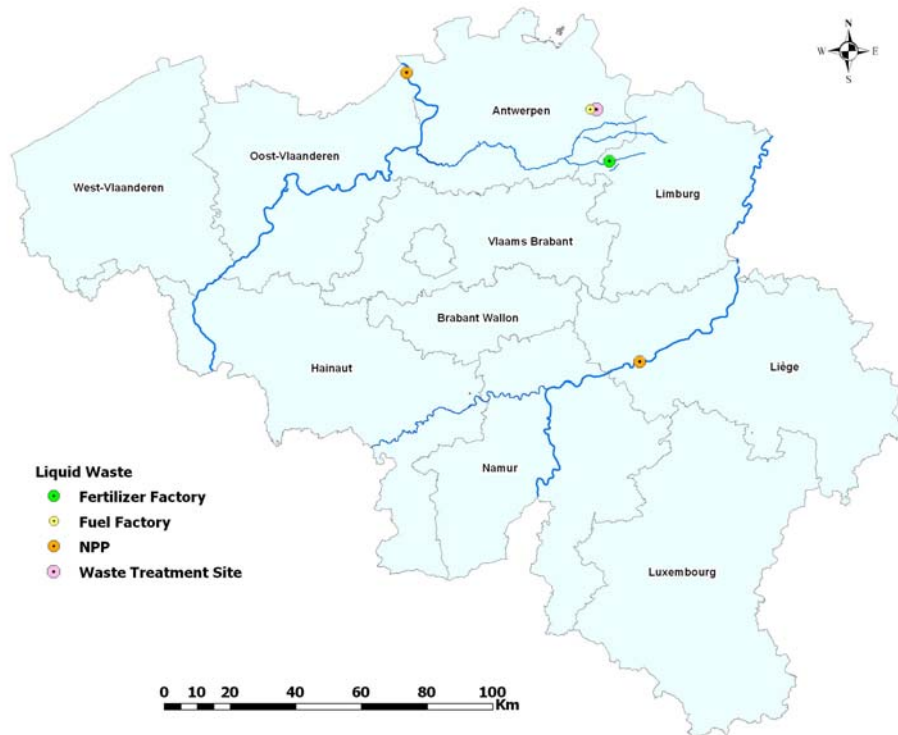 N
W E
S
Antwerpen
Oost-Vlaanderen
West-Vlaanderen
Limburg
Vlaams Brabant
Brabant Wallon
Hainaut
Liége
Namur
Luxembourg
Liquid Waste
Fertilizer Factory
Fuel Factory
NPP
Waste Treatment Site
0 10 20 40 60 80 100
Km